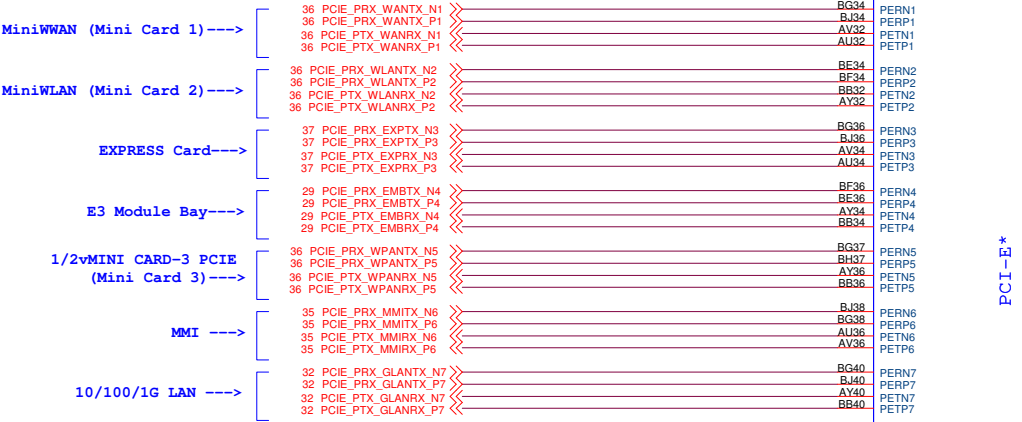 36 PCIE_PRX_WANTX_N1 BG34 PERN1
36 PCIE_PRX_WANTX_P1 BJ34 PERP1
MiniWWAN (Mini Card 1)--->
36 PCIE_PTX_WANRX_N1 AV32 PETN1
36 PCIE_PTX_WANRX_P1 AU32 PETP1
36 PCIE_PRX_WLANTX_N2 BE34 PERN2
36 PCIE_PRX_WLANTX_P2 BF34 PERP2
MiniWLAN (Mini Card 2)--->
36 PCIE_PTX_WLANRX_N2 BB32 PETN2
36 PCIE_PTX_WLANRX_P2 AY32 PETP2
37 PCIE_PRX_EXPTX_N3 BG36 PERN3
37 PCIE_PRX_EXPTX_P3 BJ36 PERP3
EXPRESS Card--->
37 PCIE_PTX_EXPRX_N3 AV34 PETN3
37 PCIE_PTX_EXPRX_P3 AU34 PETP3
29 PCIE_PRX_EMBTX_N4 BF36 PERN4
29 PCIE_PRX_EMBTX_P4 BE36 PERP4
E3 Module Bay--->
29 PCIE_PTX_EMBRX_N4 AY34 PETN4
29 PCIE_PTX_EMBRX_P4 BB34 PETP4
36 PCIE_PRX_WPANTX_N5 BG37 PERN5
1/2vMINI CARD-3 PCIE
36 PCIE_PRX_WPANTX_P5 BH37 PERP5
(Mini Card 3)--->
36 PCIE_PTX_WPANRX_N5 AY36 PETN5
36 PCIE_PTX_WPANRX_P5 BB36 PETP5
PCI-E*
35 PCIE_PRX_MMITX_N6 BJ38 PERN6
35 PCIE_PRX_MMITX_P6 BG38 PERP6
MMI --->
35 PCIE_PTX_MMIRX_N6 AU36 PETN6
35 PCIE_PTX_MMIRX_P6 AV36 PETP6
32 PCIE_PRX_GLANTX_N7 BG40 PERN7
32 PCIE_PRX_GLANTX_P7 BJ40 PERP7
10/100/1G LAN --->
32 PCIE_PTX_GLANRX_N7 AY40 PETN7
32 PCIE_PTX_GLANRX_P7 BB40 PETP7